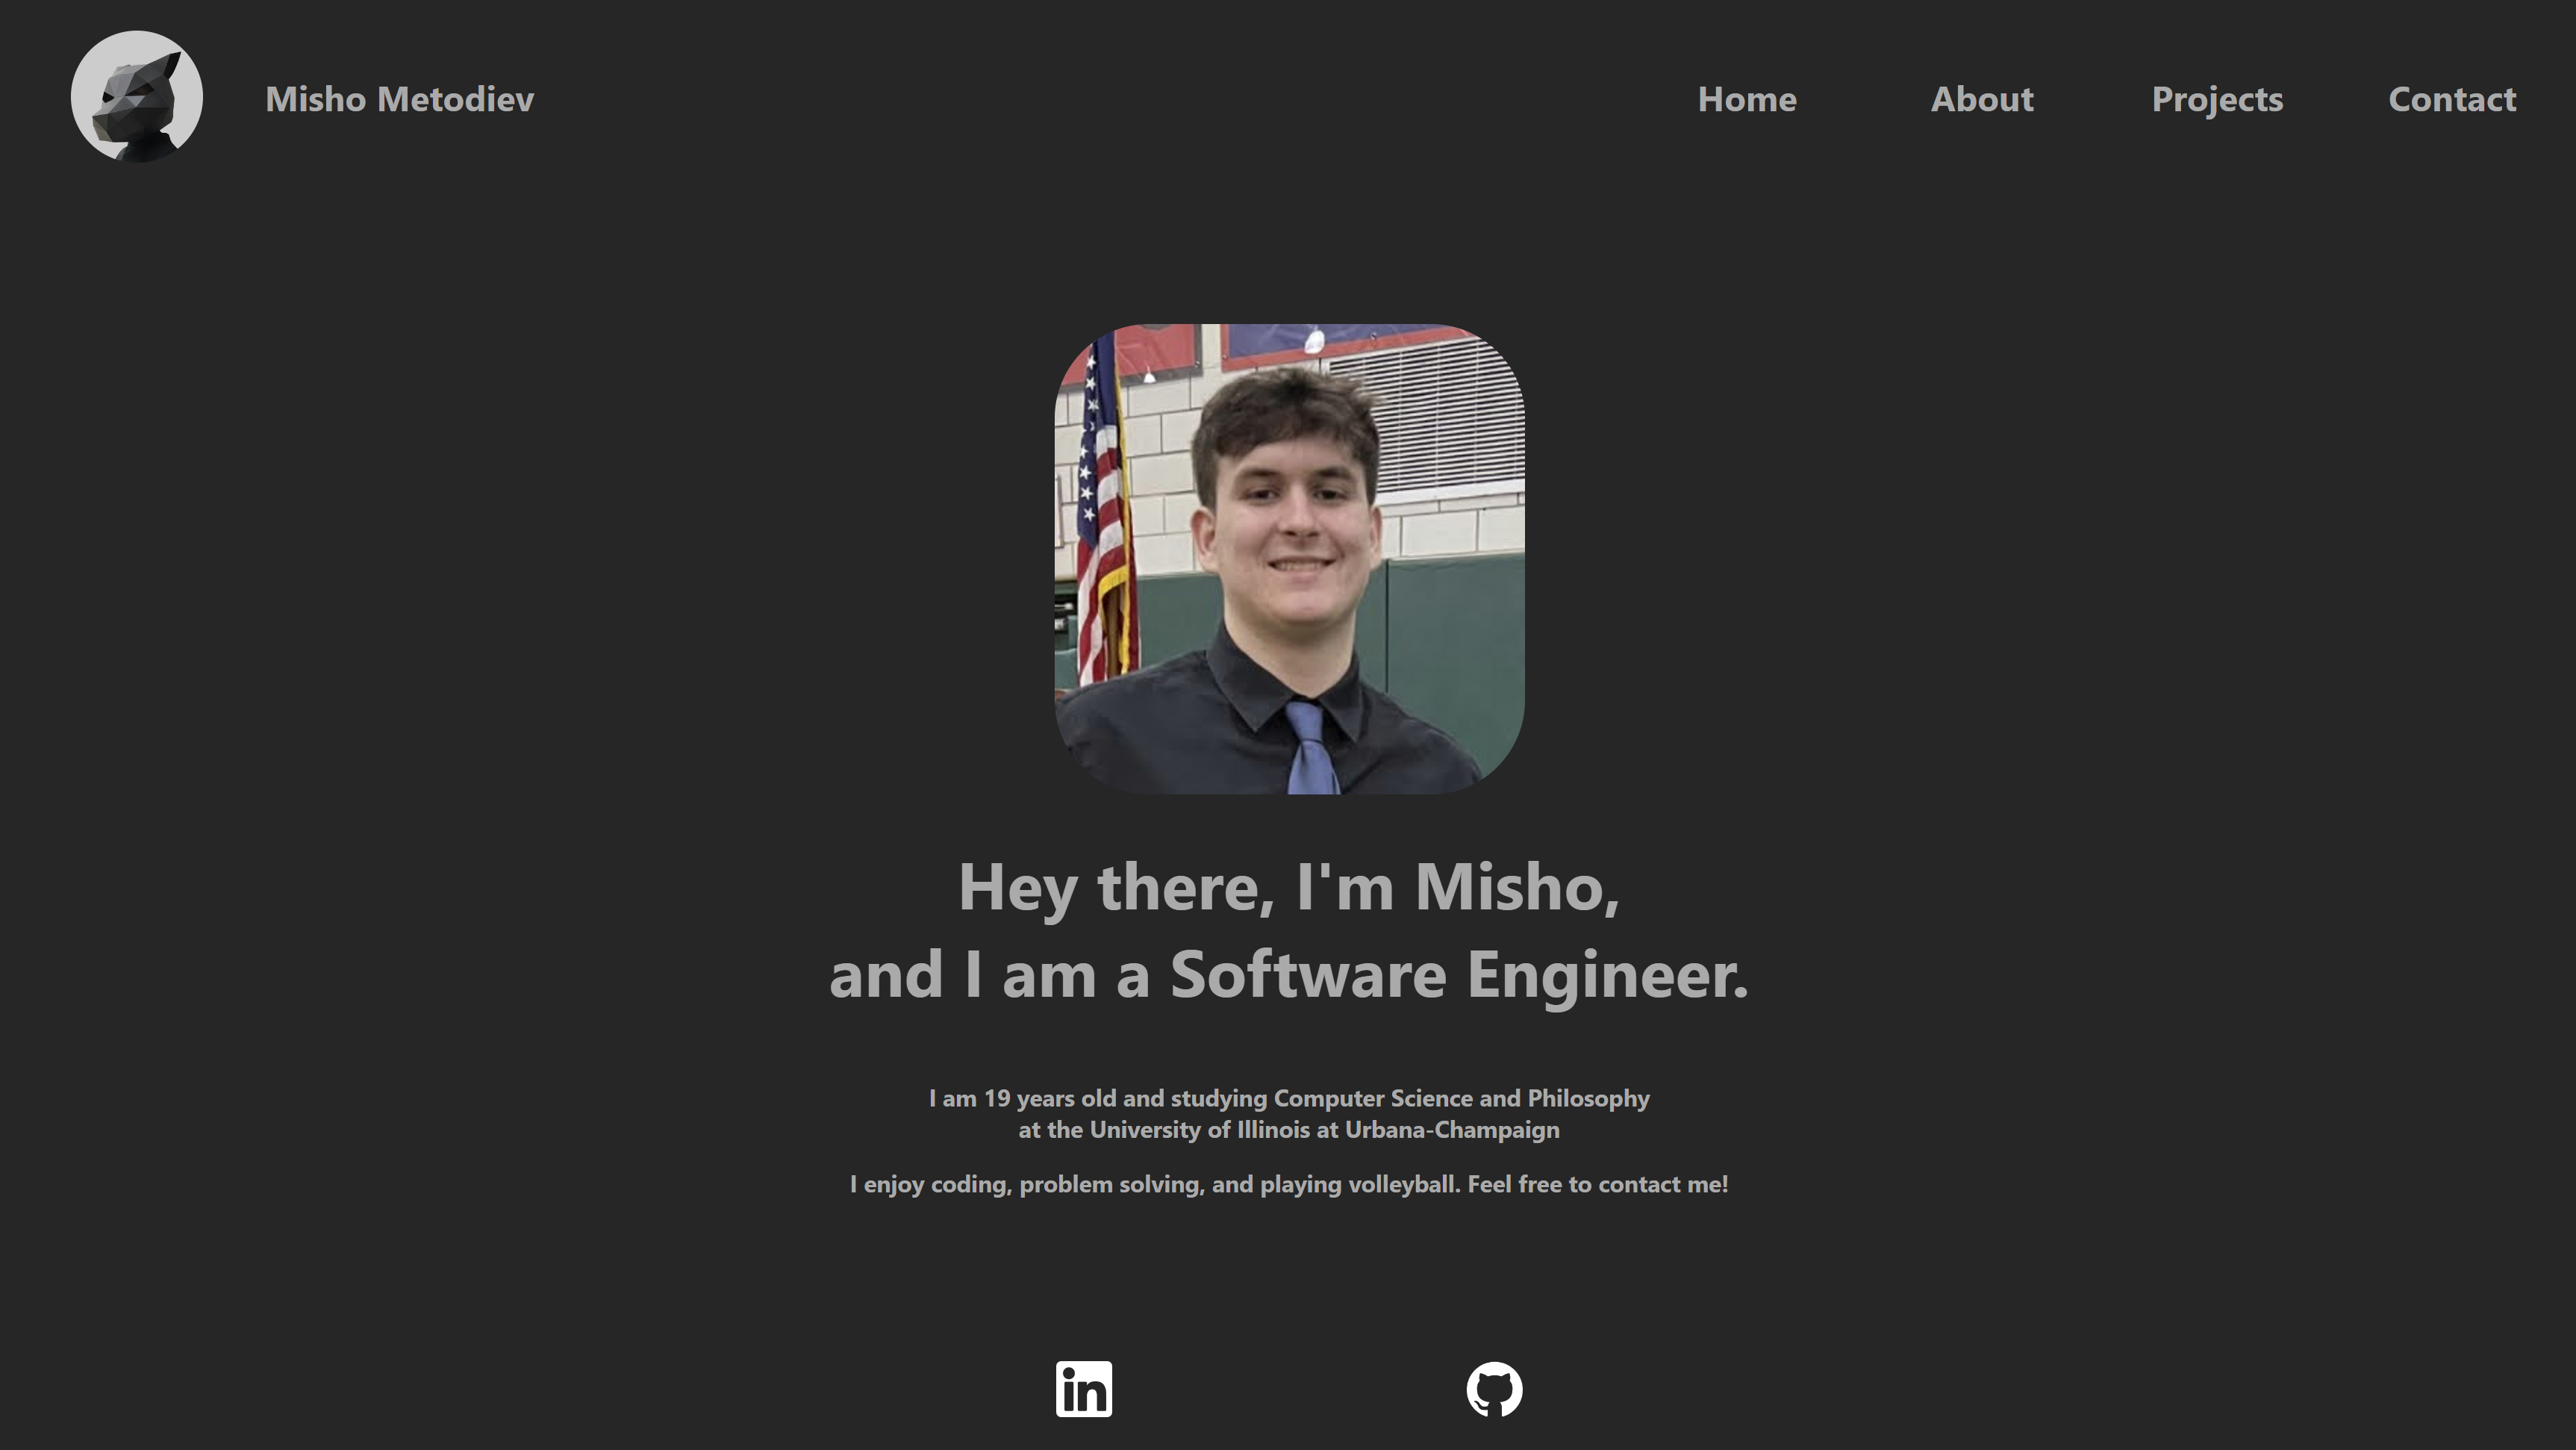 Misho Metodiev
Home
About
Projects
Contact
Hey there, I'm Misho,
and I am a Software Engineer.
I am 19 years old and studying Computer Science and Philosophy
at the University of Illinois at Urbana-Champaign
I enjoy coding, problem solving, and playing volleyball. Feel free to contact me!
in